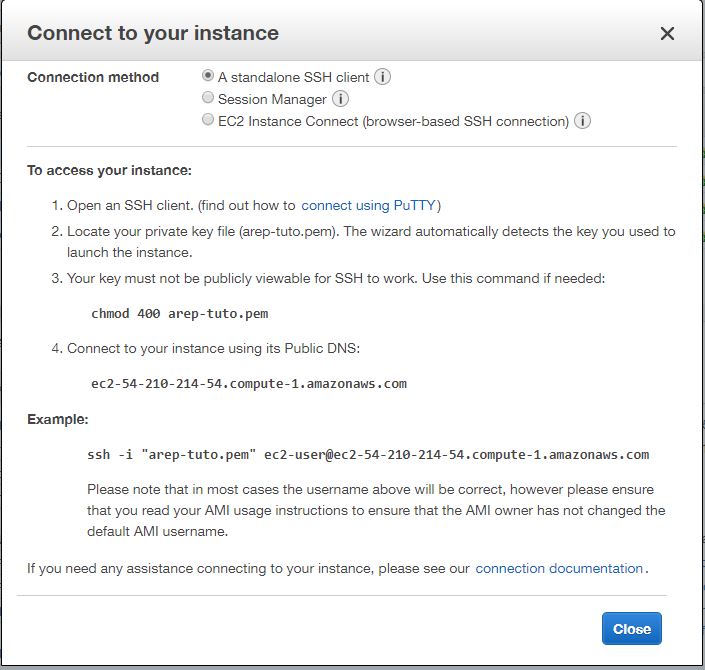 Connect to your instance
Connection method
A standalone SSH client
Session Manager
EC2 Instance Connect (browser-based SSH connection)
To access your instance:
1. Open an SSH client. (find out how to connect using PuTTY)
2. Locate your private key file (arep-tuto.pem). The wizard automatically detects the key you used to
launch the instance.
3. Your key must not be publicly viewable for SSH to work. Use this command if needed:
chmod 400 arep-tuto.pem
4. Connect to your instance using its Public DNS:
ec2-54-210-214-54.compute-1.amazonaws.com
Example:
ssh -i "arep-tuto.pem" ec2-user@ec2-54-210-214-54.compute-1.amazonaws.com
Please note that in most cases the username above will be correct, however please ensure
that you read your AMI usage instructions to ensure that the AMI owner has not changed the
default AMI username.
If you need any assistance connecting to your instance, please see our connection documentation.
Close